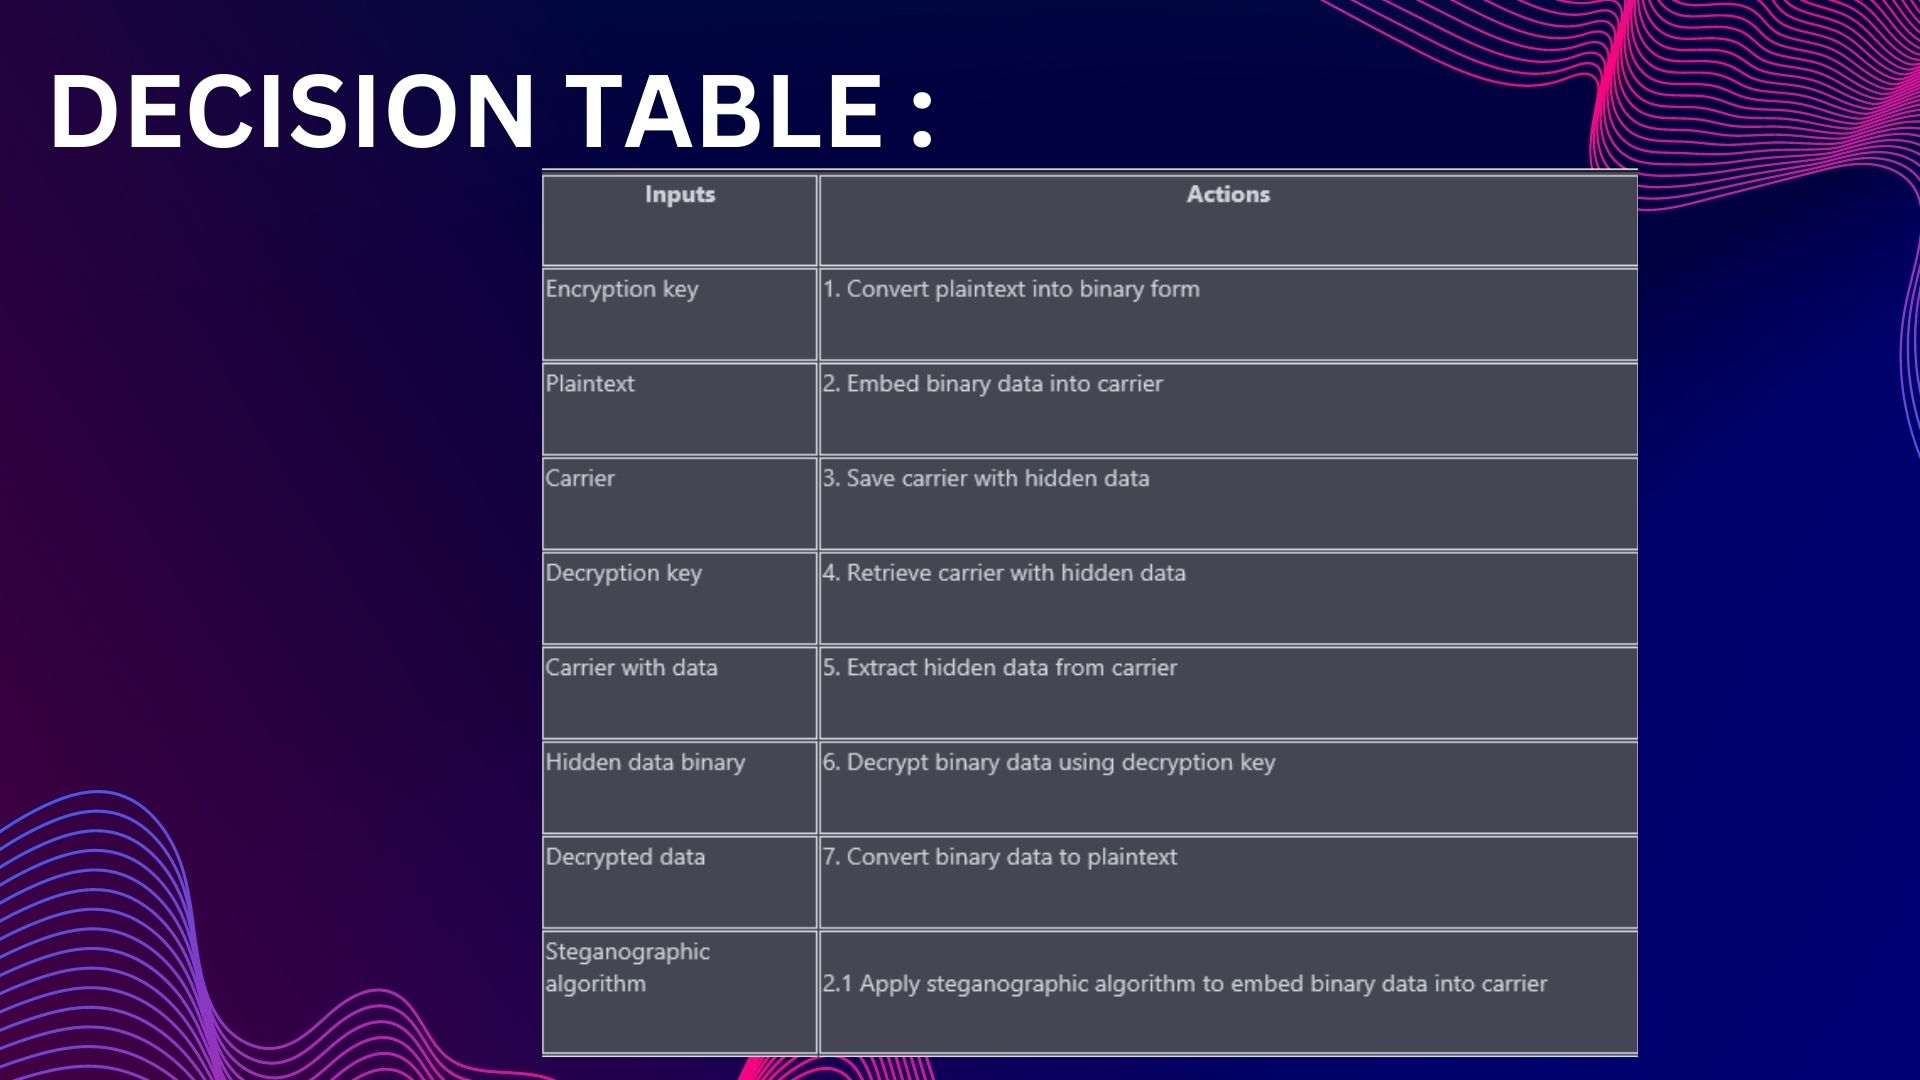 DECISION TABLE :
Inputs
Actions
Encryption key
1. Convert plaintext into binary form
Plaintext
2. Embed binary data into carrier
Carrier
3. Save carrier with hidden data
Decryption key
4. Retrieve carrier with hidden data
Carrier with data
5. Extract hidden data from carrier
Hidden data binary
6. Decrypt binary data using decryption key
Decrypted data
7. Convert binary data to plaintext
Steganographic
algorithm
2.1 Apply steganographic algorithm to embed binary data into carrier